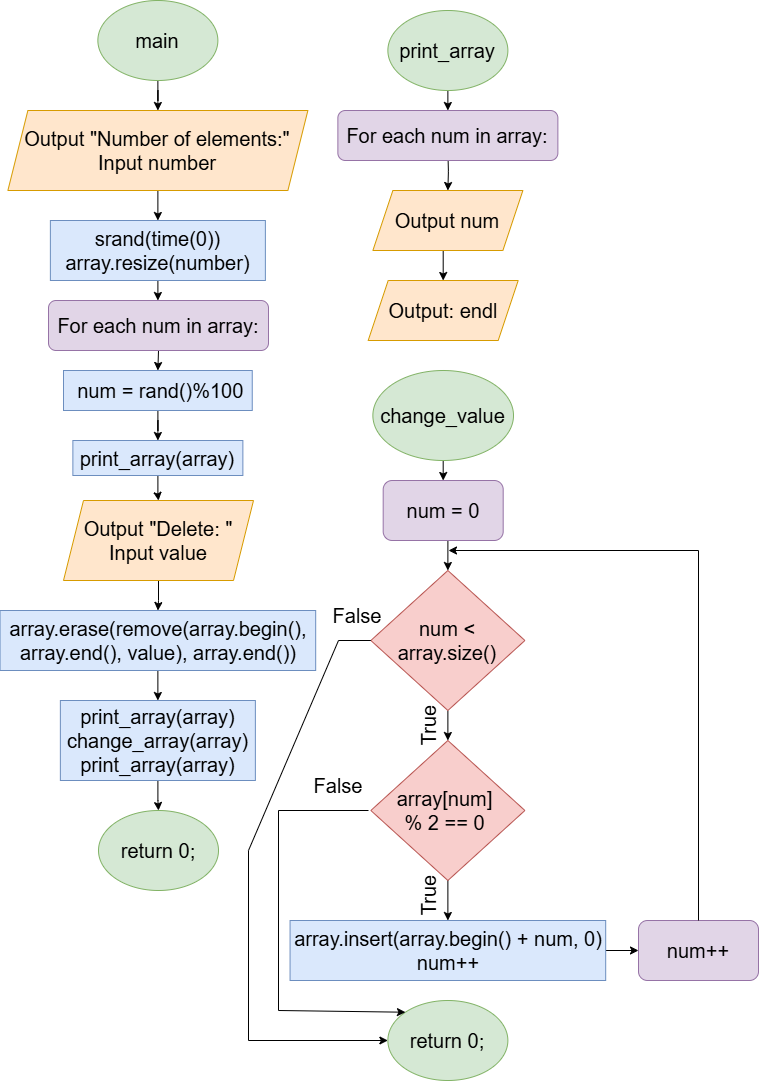 main
Output "Number of elements:"
Input number
srand(time(0))
array.resize(number)
For each num in array:
num = rand()%100
print_array(array)
Output "Delete: "
Input value
array.erase(remove(array.begin(),
array.end(), value), array.end())
print_array(array)
change_array(array)
print_array(array)
return 0;
print_array
For each num in array:
Output num
Output: endl
change_value
num = 0
num <
array.size()
False
True
array[num]
% 2 == 0
False
True
array.insert(array.begin() + num, 0)
num++
num++
return 0;